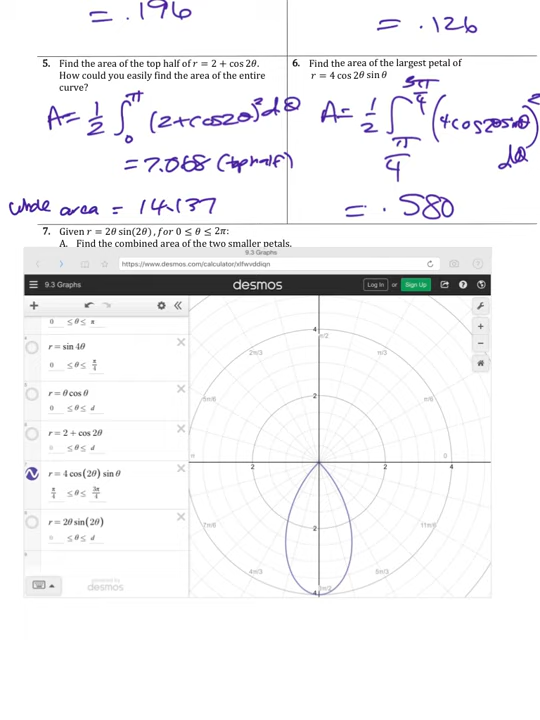 = .196
= .126
5. Find the area of the top half of r = 2 + cos 2θ.
How could you easily find the area of the entire
curve?
A = 1/2 ∫₀^π (2+cos2θ)² dθ
= 7.068 (top half)
whole area = 14.137
6. Find the area of the largest petal of
r = 4 cos 2θ sin θ
A = 1/2 ∫_{π/4}^{3π/4} (4cos2θsinθ)² dθ
= .580
7. Given r = 2θ sin(2θ), for 0 ≤ θ ≤ 2π:
A. Find the combined area of the two smaller petals.
9.3 Graphs
https://www.desmos.com/calculator/xlfwvddiqn
9.3 Graphs
desmos
Log In or Sign Up
0 ≤ θ ≤ π
r = sin 4θ
0 ≤ θ ≤ π/4
r = θ cos θ
0 ≤ θ ≤ d
r = 2 + cos 2θ
0 ≤ θ ≤ d
r = 4 cos(2θ) sin θ
π/4 ≤ θ ≤ 3π/4
r = 2θ sin(2θ)
0 ≤ θ ≤ d
powered by
desmos
4
π/2
2π/3
π/3
5π/6
2
π/6
π
0
2
2
4
7π/6
2
11π/6
4π/3
5π/3
4
3π/2